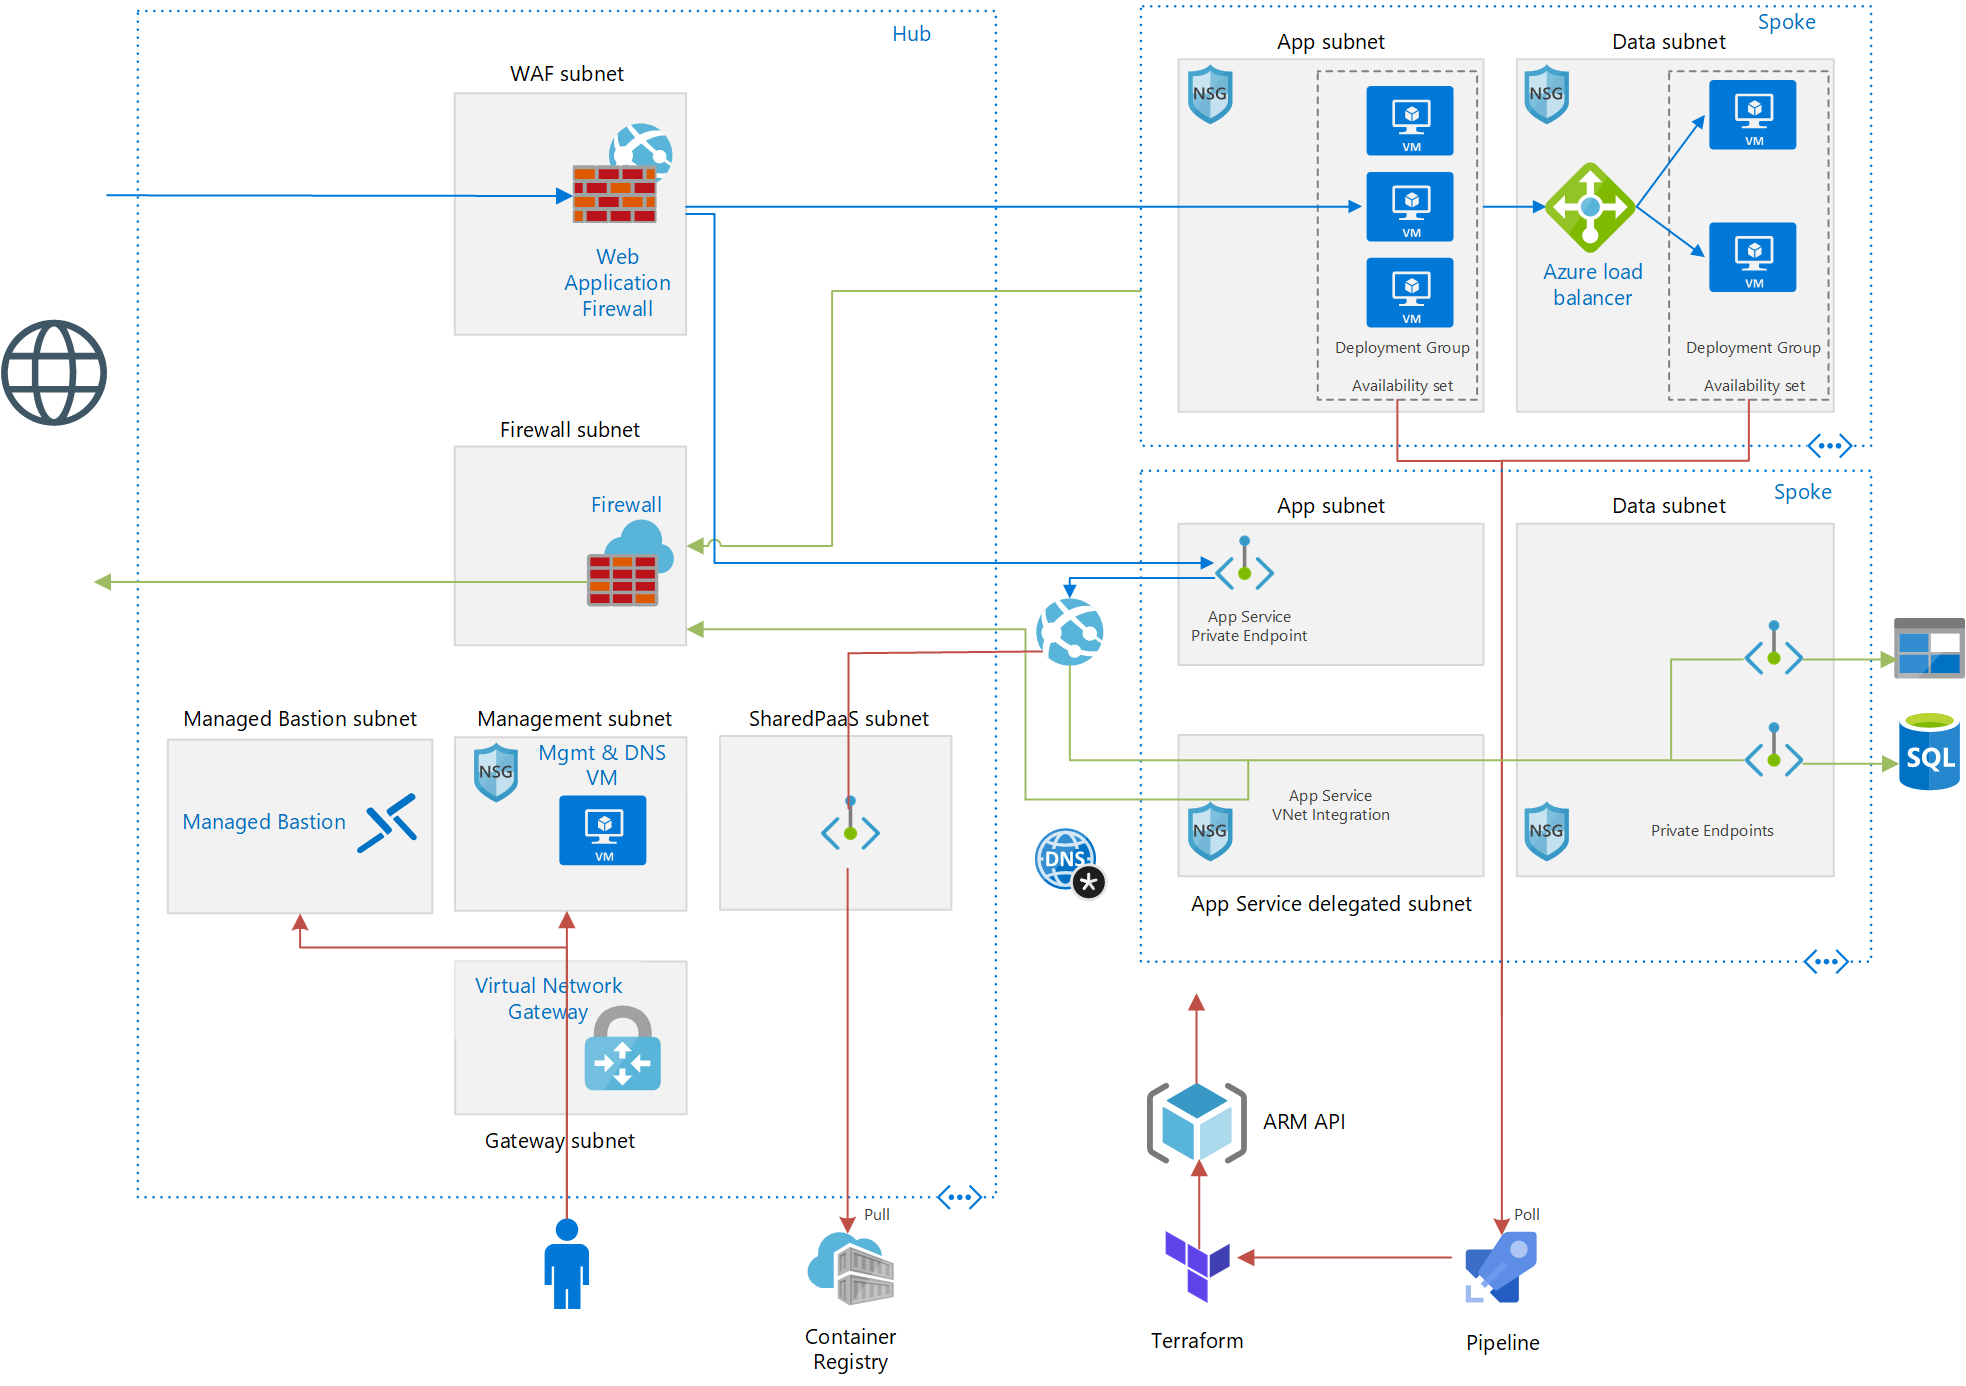 Hub
WAF subnet
Web
Application
Firewall
Firewall subnet
Firewall
Managed Bastion subnet
Managed Bastion
Management subnet
NSG
Mgmt & DNS
VM
VM
SharedPaaS subnet
Virtual Network
Gateway
Gateway subnet
Pull
Container
Registry
Spoke
App subnet
NSG
VM
VM
VM
Deployment Group
Availability set
Data subnet
NSG
Azure load
balancer
VM
VM
Deployment Group
Availability set
Spoke
App subnet
App Service
Private Endpoint
App Service
VNet Integration
NSG
App Service delegated subnet
Data subnet
NSG
Private Endpoints
SQL
DNS
*
ARM API
Terraform
Poll
Pipeline